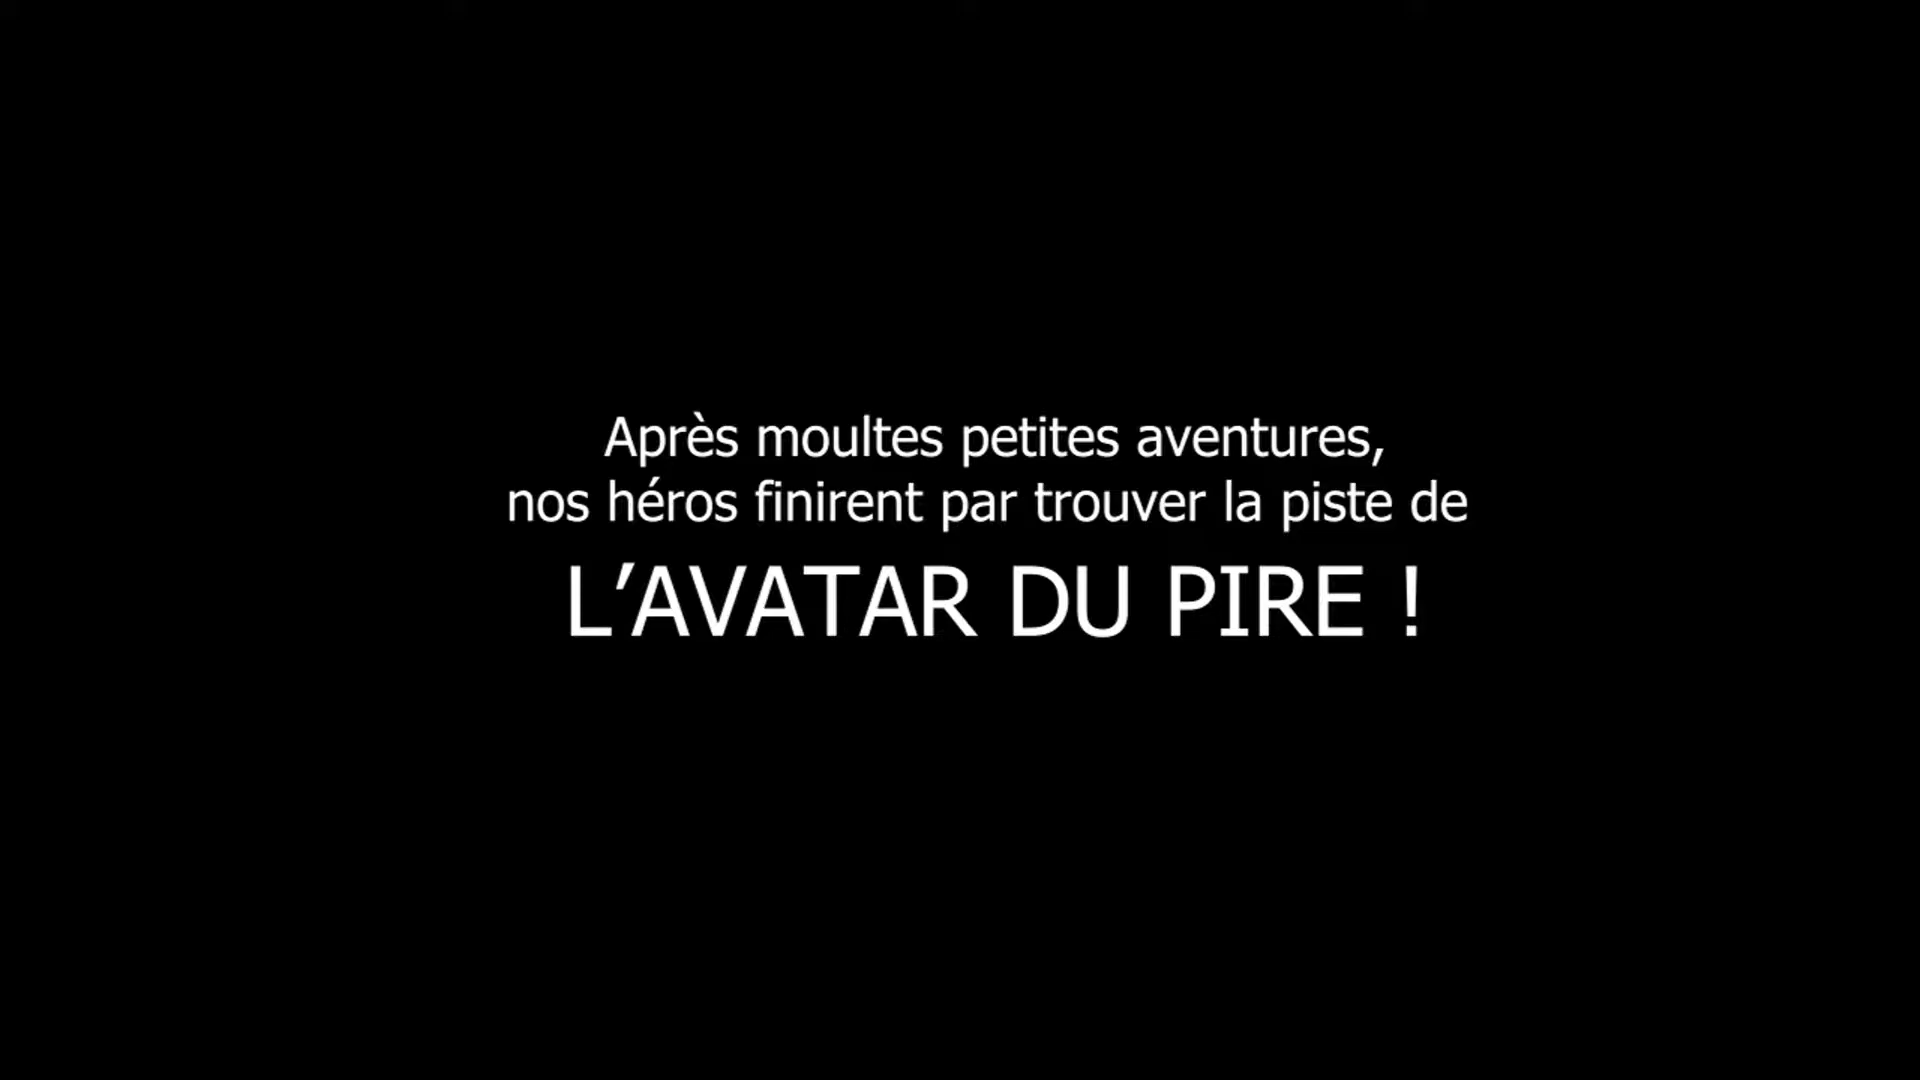 Après moultes petites aventures,
nos héros finirent par trouver la piste de
L’AVATAR DU PIRE !